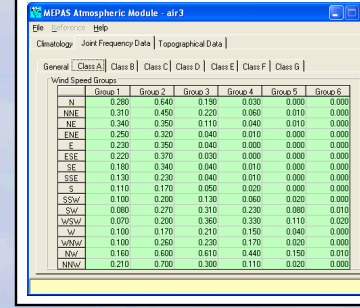 MEPAS Atmospheric Module - air3
File Reference Help
Climatology Joint Frequency Data Topographical Data
General Class A Class B Class C Class D Class E Class F Class G
Wind Speed Groups
Group 1 Group 2 Group 3 Group 4 Group 5 Group 6
N 0.280 0.640 0.190 0.030 0.000 0.000
NNE 0.310 0.450 0.220 0.060 0.010 0.000
NE 0.340 0.350 0.110 0.040 0.010 0.000
ENE 0.250 0.320 0.040 0.010 0.000 0.000
E 0.230 0.350 0.040 0.000 0.000 0.000
ESE 0.220 0.370 0.030 0.000 0.000 0.000
SE 0.180 0.340 0.040 0.010 0.000 0.000
SSE 0.130 0.230 0.040 0.010 0.000 0.000
S 0.110 0.170 0.050 0.020 0.000 0.000
SSW 0.100 0.200 0.130 0.060 0.020 0.000
SW 0.080 0.270 0.310 0.230 0.080 0.010
WSW 0.070 0.200 0.360 0.330 0.110 0.020
W 0.100 0.170 0.210 0.150 0.040 0.000
WNW 0.100 0.260 0.230 0.170 0.020 0.000
NW 0.160 0.600 0.610 0.440 0.150 0.010
NNW 0.210 0.700 0.300 0.110 0.020 0.000